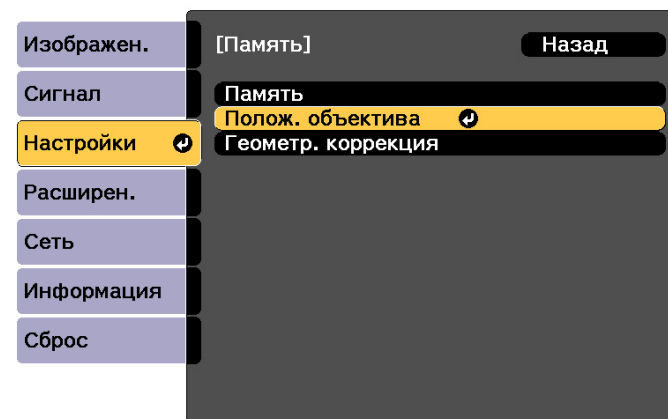 Изображен.
Сигнал
Настройки
Расширен.
Сеть
Информация
Сброс
[Память]
Назад
Память
Полож. объектива
Геометр. коррекция